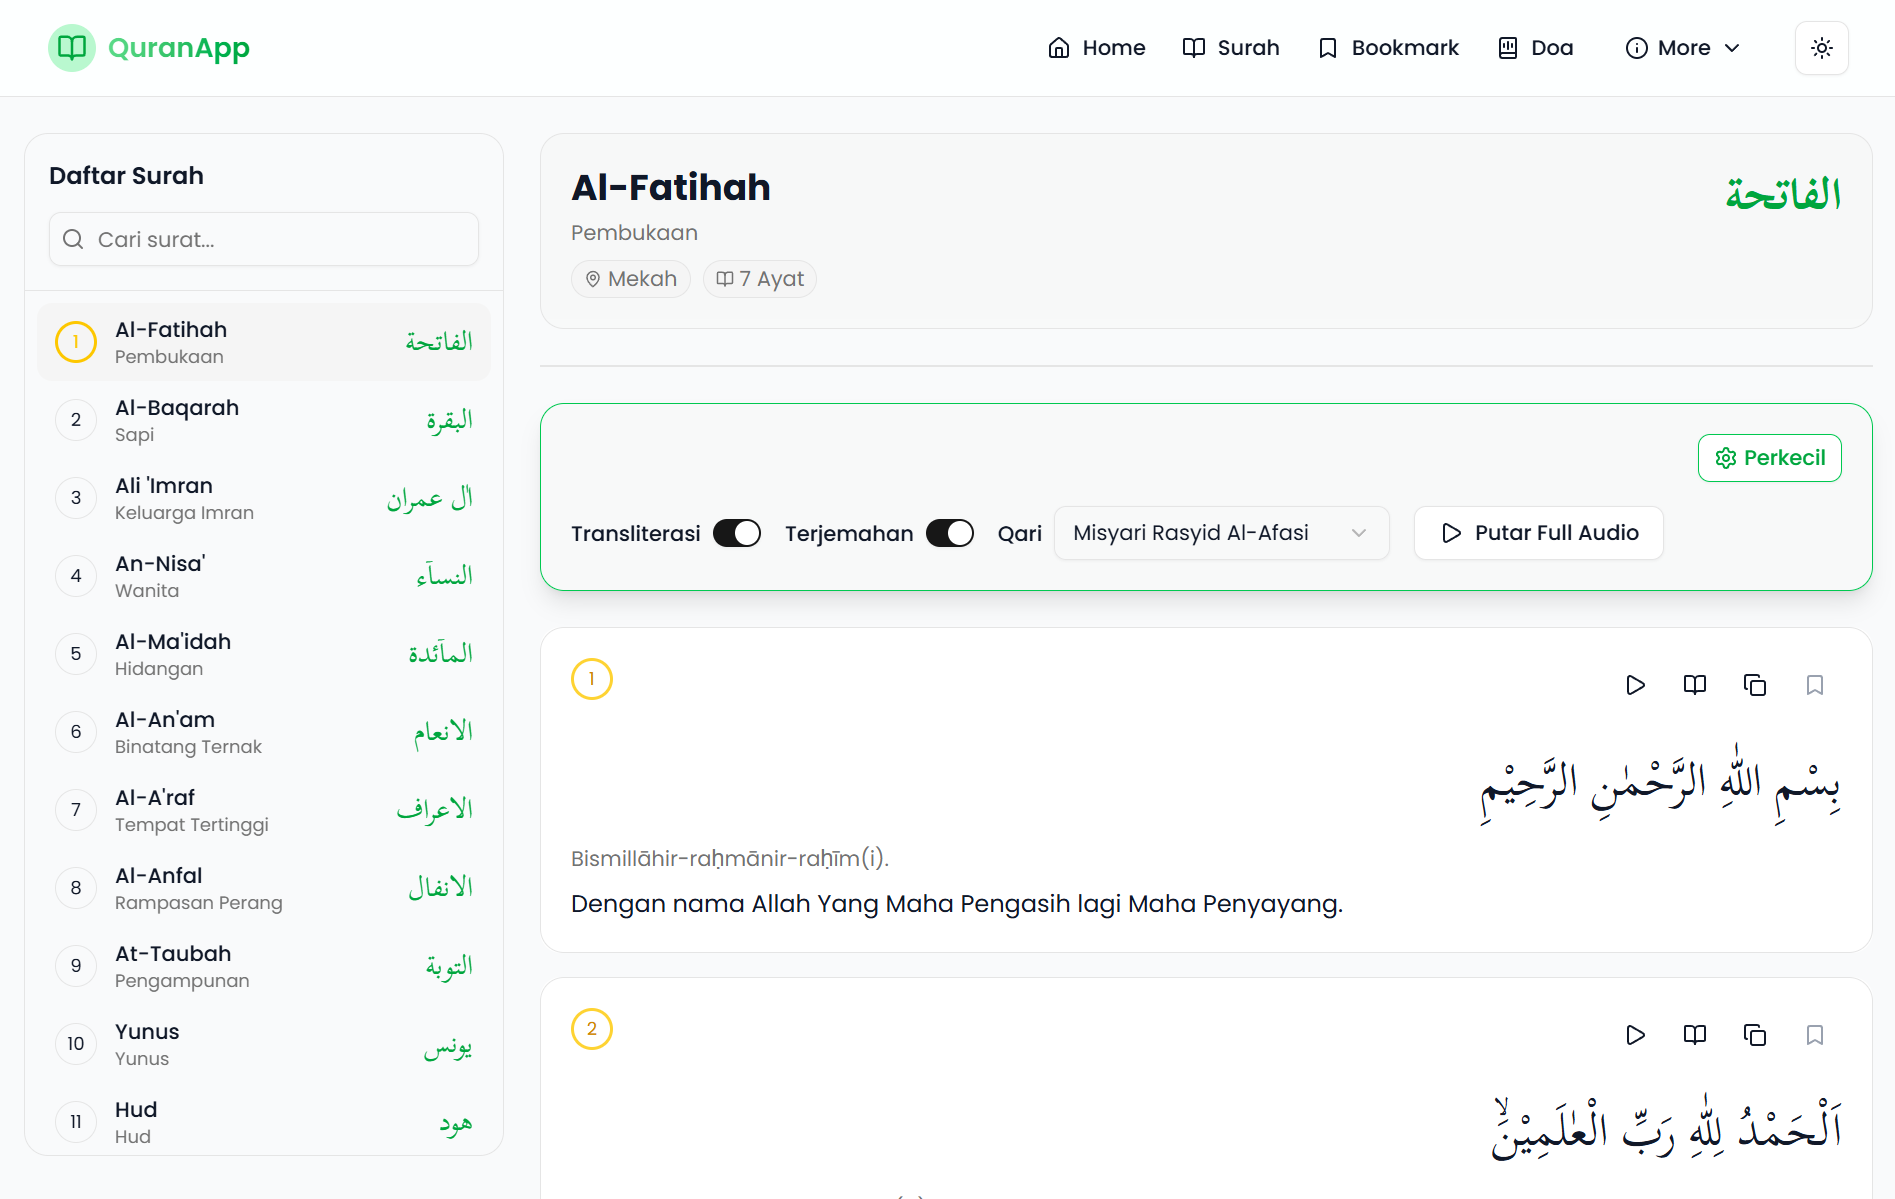 QuranApp
Home
Surah
Bookmark
Doa
More
Daftar Surah
Cari surat...
1
Al-Fatihah
Pembukaan
الفاتحة
2
Al-Baqarah
Sapi
البقرة
3
Ali 'Imran
Keluarga Imran
اٰل عمران
4
An-Nisa'
Wanita
النساۤء
5
Al-Ma'idah
Hidangan
الماۤئدة
6
Al-An'am
Binatang Ternak
الانعام
7
Al-A'raf
Tempat Tertinggi
الاعراف
8
Al-Anfal
Rampasan Perang
الانفال
9
At-Taubah
Pengampunan
التوبة
10
Yunus
Yunus
يونس
11
Hud
Hud
هود
Al-Fatihah
الفاتحة
Pembukaan
Mekah
7 Ayat
Perkecil
Transliterasi
Terjemahan
Qari
Misyari Rasyid Al-Afasi
Putar Full Audio
1
بِسْمِ اللّٰهِ الرَّحْمٰنِ الرَّحِيْمِ
Bismillāhir-raḥmānir-raḥīm(i).
Dengan nama Allah Yang Maha Pengasih lagi Maha Penyayang.
2
اَلْحَمْدُ لِلّٰهِ رَبِّ الْعٰلَمِيْنَۙ